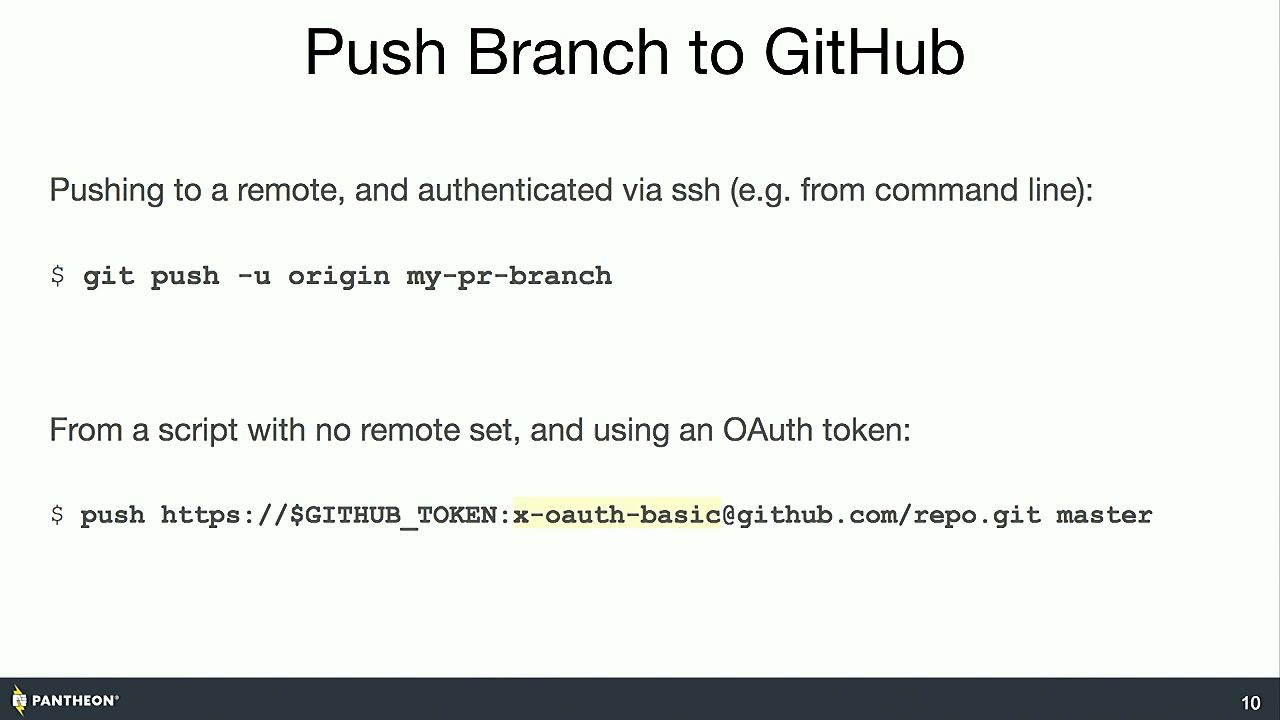 Push Branch to GitHub
Pushing to a remote, and authenticated via ssh (e.g. from command line):
$ git push -u origin my-pr-branch
From a script with no remote set, and using an OAuth token:
$ push https://$GITHUB_TOKEN:x-oauth-basic@github.com/repo.git master
PANTHEON®
10